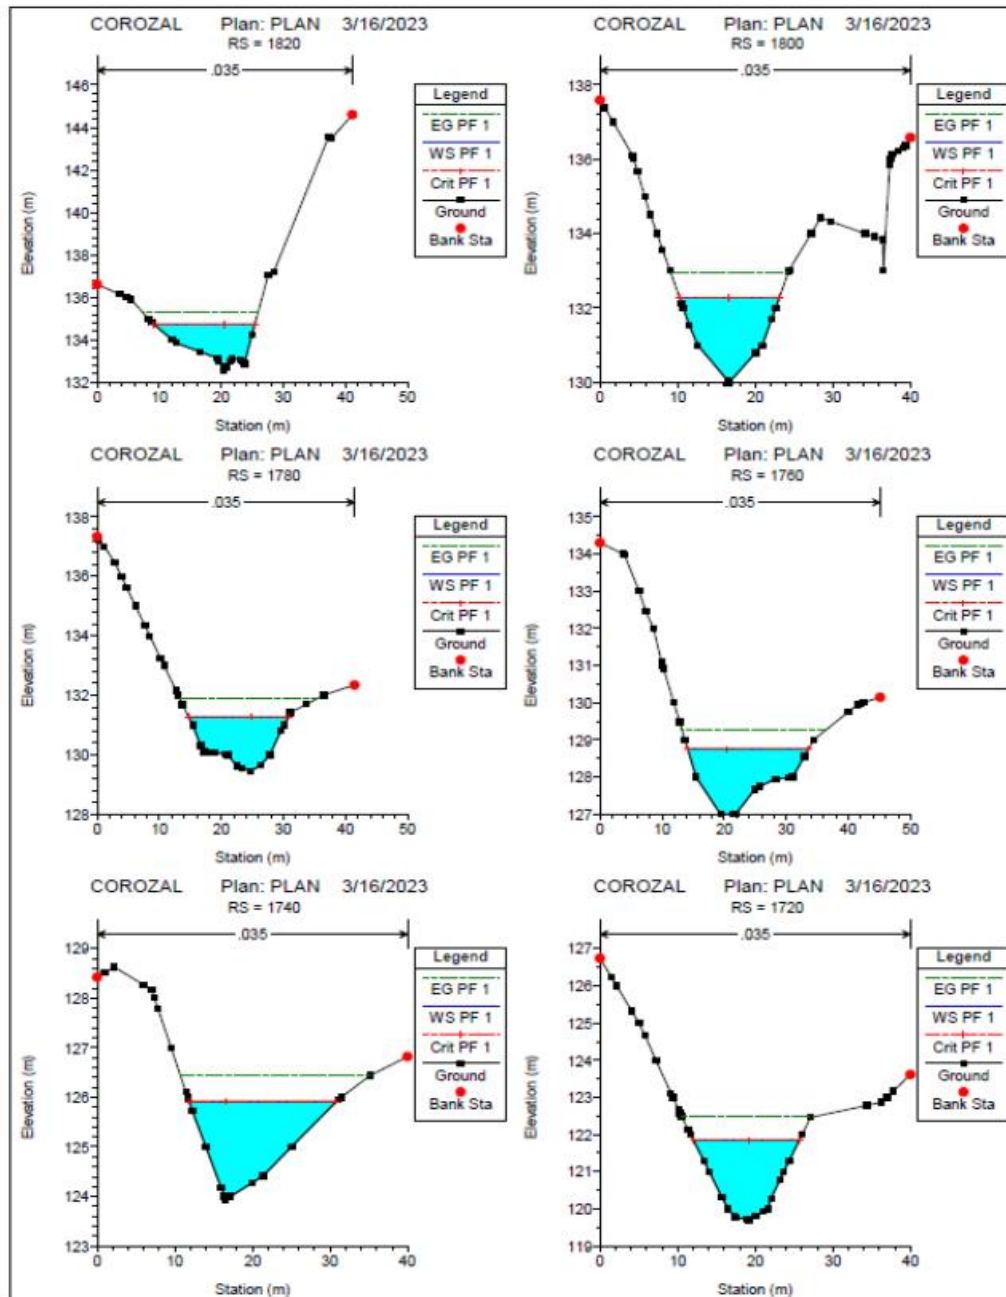 COROZAL Plan: PLAN 3/16/2023
RS = 1820
.035
Elevation (m)
146
144
142
140
138
136
134
132
0 10 20 30 40 50
Station (m)
Legend
EG PF 1
WS PF 1
Crit PF 1
Ground
Bank Sta
COROZAL Plan: PLAN 3/16/2023
RS = 1800
.035
Elevation (m)
138
136
134
132
130
0 10 20 30 40
Station (m)
Legend
EG PF 1
WS PF 1
Crit PF 1
Ground
Bank Sta
COROZAL Plan: PLAN 3/16/2023
RS = 1780
.035
Elevation (m)
138
136
134
132
130
128
0 10 20 30 40 50
Station (m)
Legend
EG PF 1
WS PF 1
Crit PF 1
Ground
Bank Sta
COROZAL Plan: PLAN 3/16/2023
RS = 1760
.035
Elevation (m)
135
134
133
132
131
130
129
128
127
0 10 20 30 40 50
Station (m)
Legend
EG PF 1
WS PF 1
Crit PF 1
Ground
Bank Sta
COROZAL Plan: PLAN 3/16/2023
RS = 1740
.035
Elevation (m)
129
128
127
126
125
124
123
0 10 20 30 40
Station (m)
Legend
EG PF 1
WS PF 1
Crit PF 1
Ground
Bank Sta
COROZAL Plan: PLAN 3/16/2023
RS = 1720
.035
Elevation (m)
127
126
125
124
123
122
121
120
119
0 10 20 30 40
Station (m)
Legend
EG PF 1
WS PF 1
Crit PF 1
Ground
Bank Sta